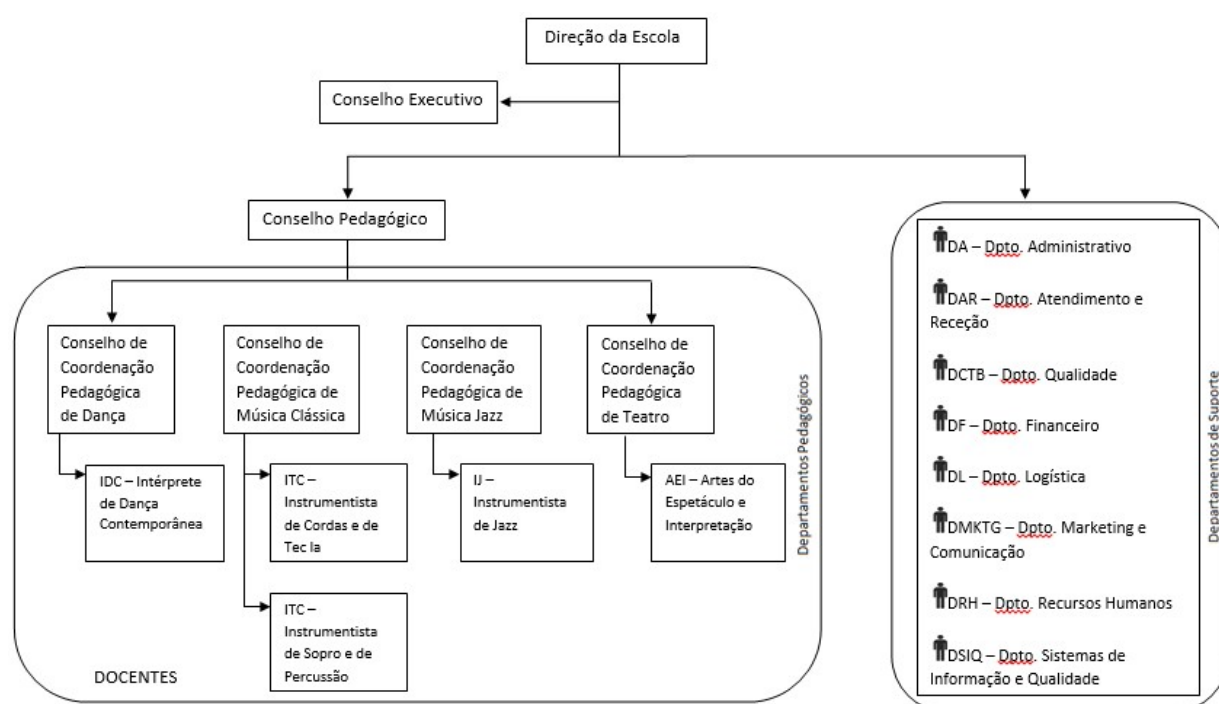 Direção da Escola
Conselho Executivo
Conselho Pedagógico
Conselho de
Coordenação
Pedagógica
de Dança
Conselho de
Coordenação
Pedagógica de
Música Clássica
Conselho de
Coordenação
Pedagógica de
Música Jazz
Conselho de
Coordenação
Pedagógica
de Teatro
IDC – Intérprete
de Dança
Contemporânea
ITC –
Instrumentista
de Cordas e de
Tec la
IJ –
Instrumentista
de Jazz
AEI – Artes do
Espetáculo e
Interpretação
ITC –
Instrumentista
de Sopro e de
Percussão
DOCENTES
Departamentos Pedagógicos
DA – Dpto. Administrativo
DAR – Dpto. Atendimento e
Receção
DCTB – Dpto. Qualidade
DF – Dpto. Financeiro
DL – Dpto. Logística
DMKTG – Dpto. Marketing e
Comunicação
DRH – Dpto. Recursos Humanos
DSIQ – Dpto. Sistemas de
Informação e Qualidade
Departamentos de Suporte